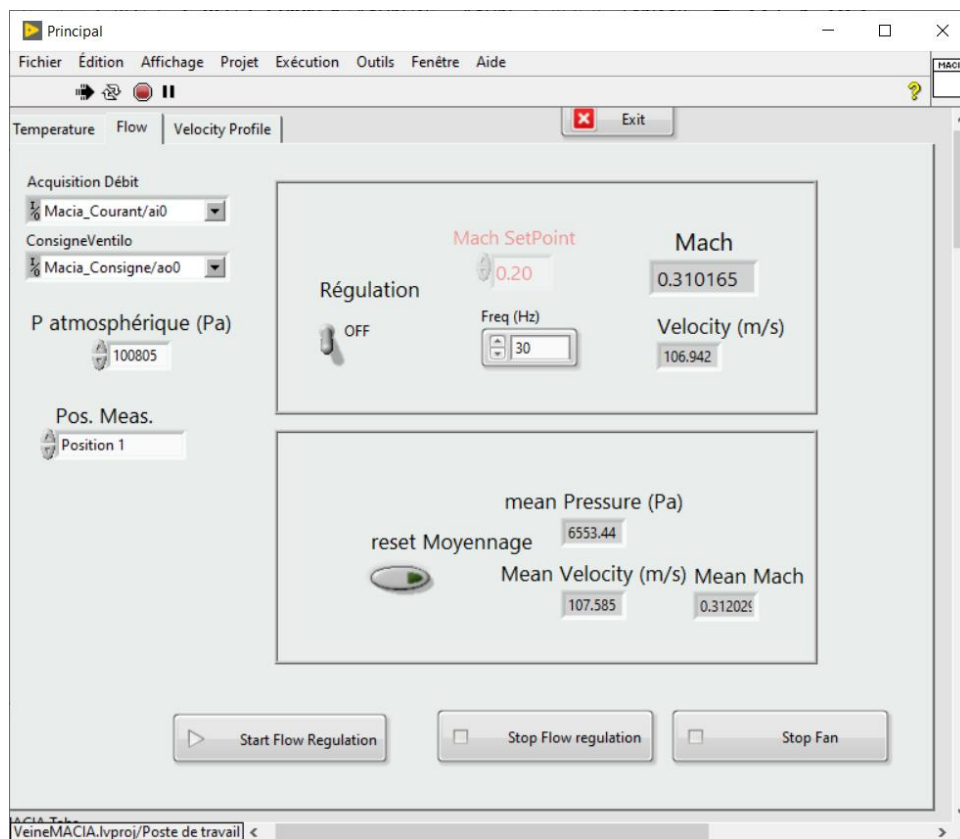 Principal
Fichier Édition Affichage Projet Exécution Outils Fenêtre Aide
Temperature Flow Velocity Profile
Exit
Acquisition Débit
Macia_Courant/ai0
ConsigneVentilo
Macia_Consigne/ao0
P atmosphérique (Pa)
100805
Pos. Meas.
Position 1
Régulation
OFF
Mach SetPoint
0.20
Freq (Hz)
30
Mach
0.310165
Velocity (m/s)
106.942
mean Pressure (Pa)
6553.44
reset Moyennage
Mean Velocity (m/s) Mean Mach
107.585 0.312029
Start Flow Regulation Stop Flow regulation Stop Fan
VeineMACIA.lvproj/Poste de travail